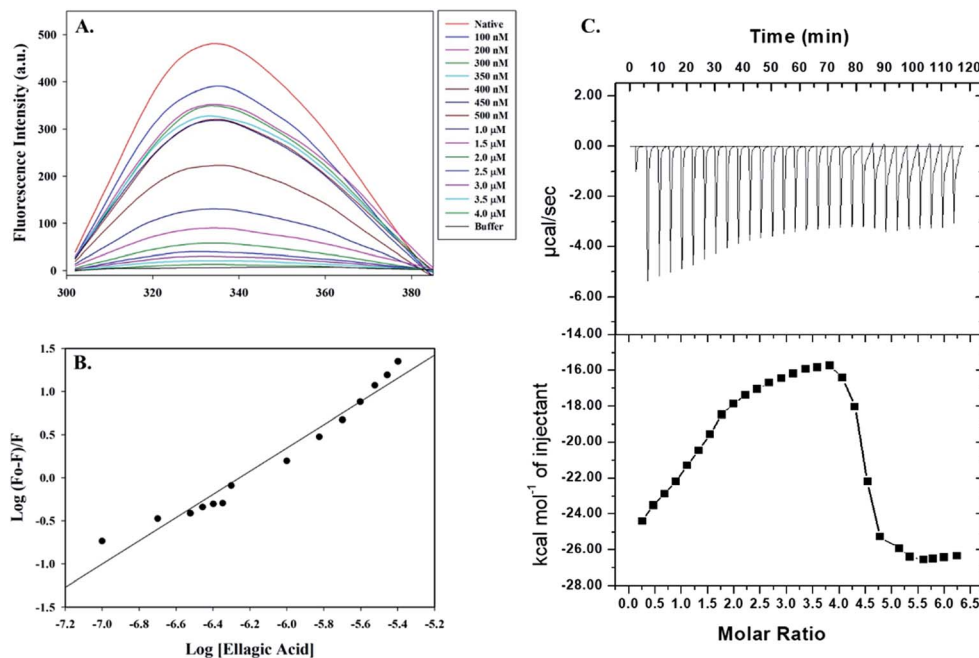 A.
Fluorescence Intensity (a.u.)
500
400
300
200
100
0
300 320 340 360 380
Native
100 nM
200 nM
300 nM
350 nM
400 nM
450 nM
500 nM
1.0 µM
1.5 µM
2.0 µM
2.5 µM
3.0 µM
3.5 µM
4.0 µM
Buffer
B.
Log (Fo-F)/F
1.5
1.0
0.5
0.0
-0.5
-1.0
-1.5
-7.2 -7.0 -6.8 -6.6 -6.4 -6.2 -6.0 -5.8 -5.6 -5.4 -5.2
Log [Ellagic Acid]
C.
Time (min)
0 10 20 30 40 50 60 70 80 90 100 110 120
µcal/sec
2.00
0.00
-2.00
-4.00
-6.00
-14.00
kcal mol⁻¹ of injectant
-16.00
-18.00
-20.00
-22.00
-24.00
-26.00
-28.00
0.0 0.5 1.0 1.5 2.0 2.5 3.0 3.5 4.0 4.5 5.0 5.5 6.0 6.5
Molar Ratio